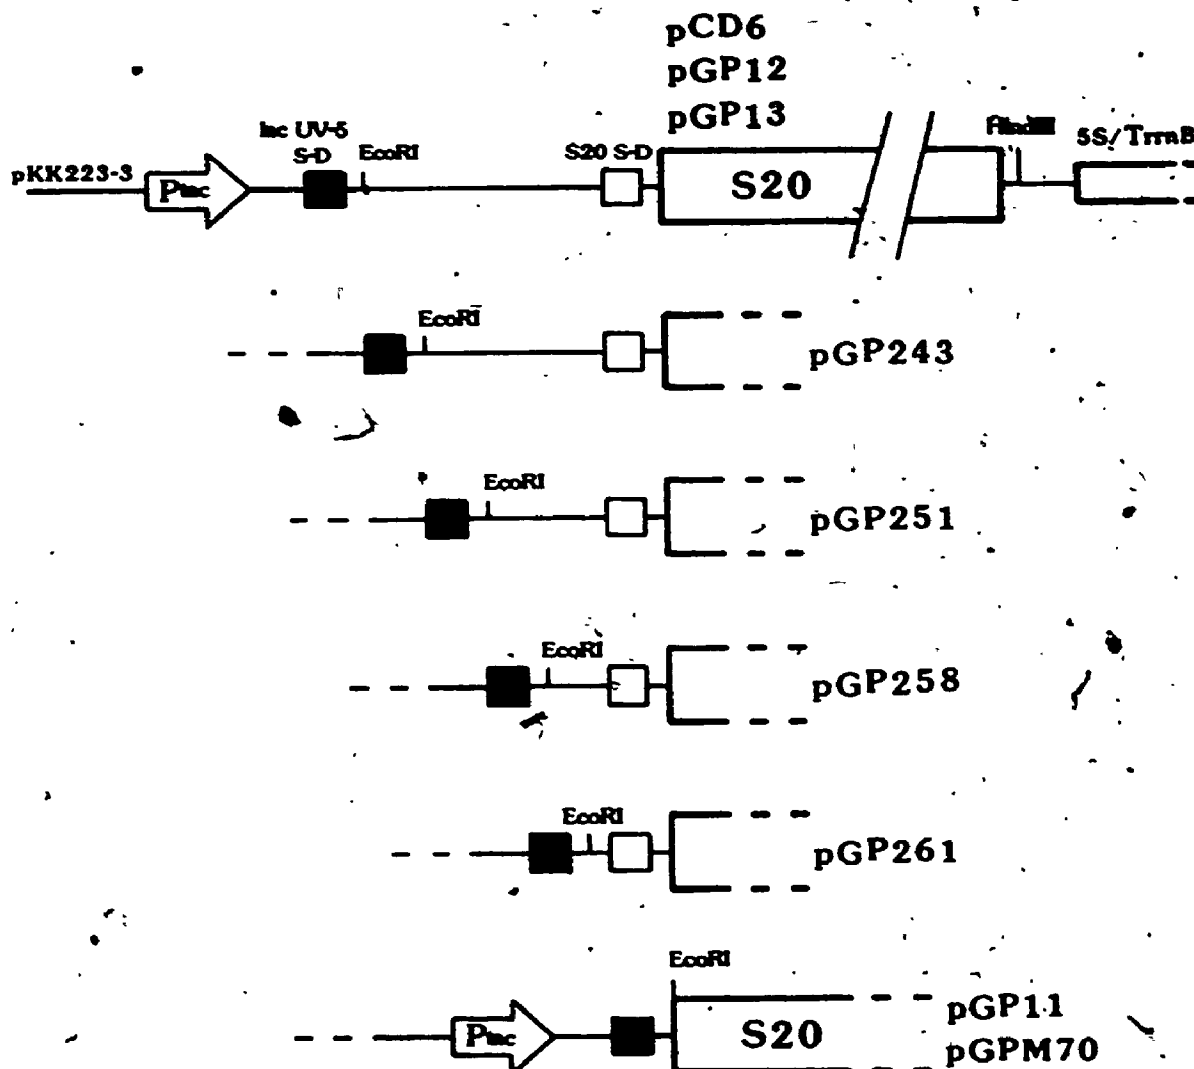 pCD6
pGP12
pGP13
lac UV-5
S-D
EcoRI
S20 S-D
HindIII
5S/TrrnB
pKK223-3
Ptac
S20
EcoRI
pGP243
EcoRI
pGP251
EcoRI
pGP258
EcoRI
pGP261
EcoRI
Ptac
S20
pGP11
pGPM70